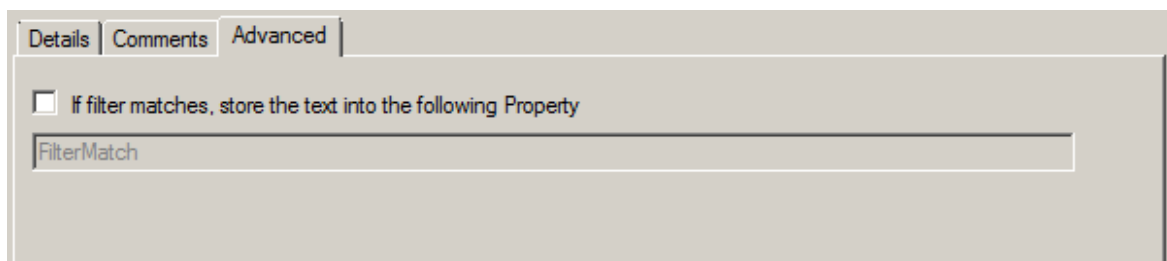 Details Comments Advanced
If filter matches, store the text into the following Property
FilterMatch